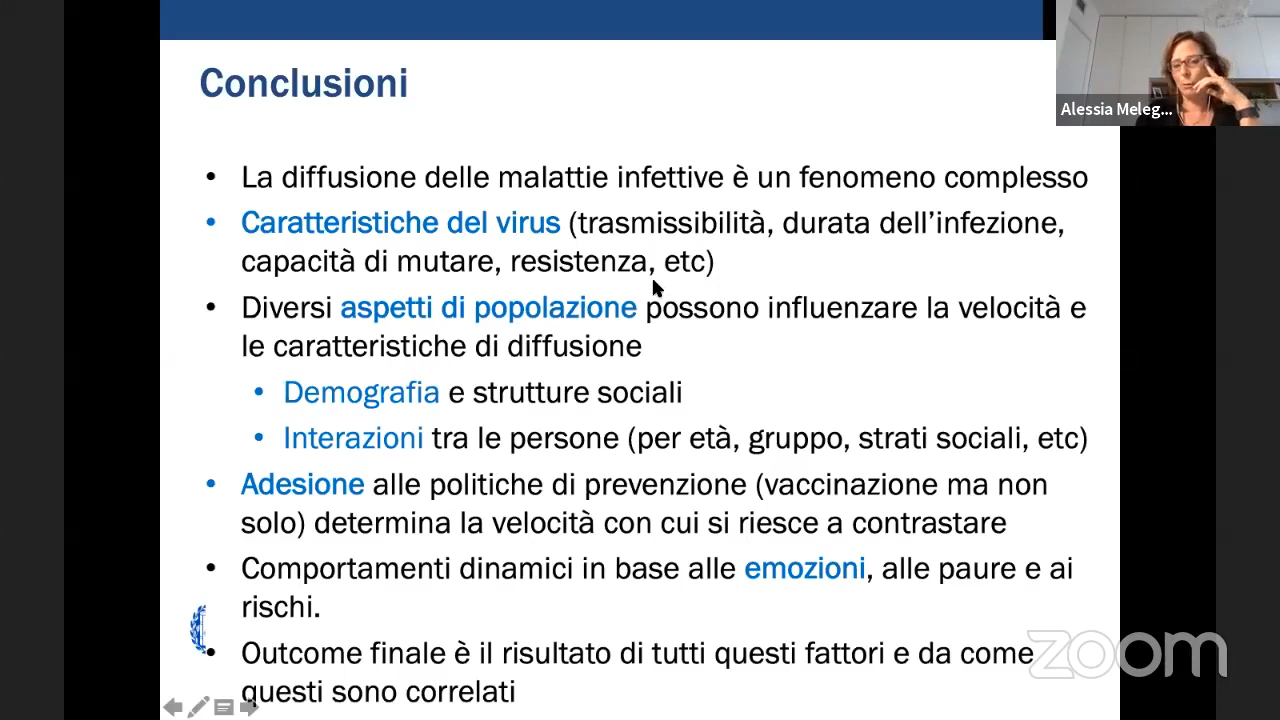 Conclusioni
Alessia Meleg...
• La diffusione delle malattie infettive è un fenomeno complesso
• Caratteristiche del virus (trasmissibilità, durata dell’infezione,
capacità di mutare, resistenza, etc)
• Diversi aspetti di popolazione possono influenzare la velocità e
le caratteristiche di diffusione
• Demografia e strutture sociali
• Interazioni tra le persone (per età, gruppo, strati sociali, etc)
• Adesione alle politiche di prevenzione (vaccinazione ma non
solo) determina la velocità con cui si riesce a contrastare
• Comportamenti dinamici in base alle emozioni, alle paure e ai
rischi.
• Outcome finale è il risultato di tutti questi fattori e da come
questi sono correlati
zoom